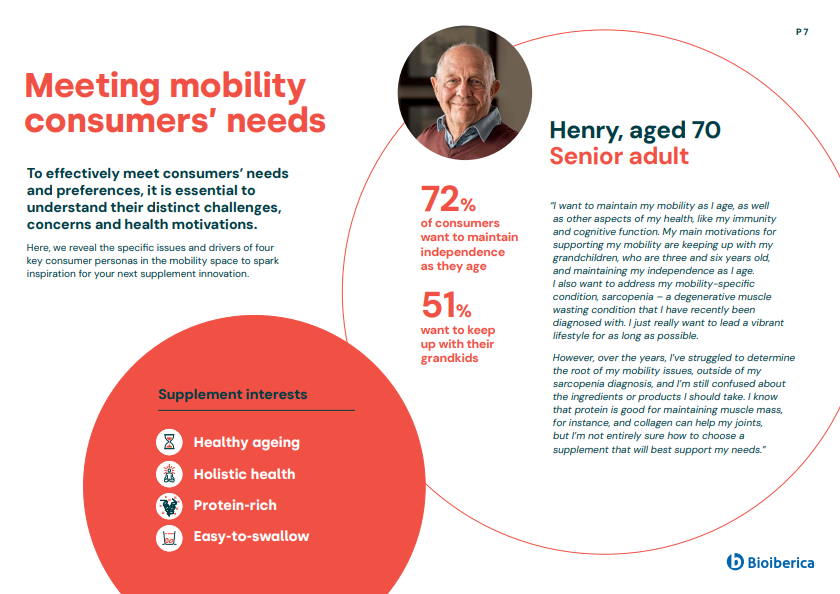 P 7
Meeting mobility
consumers' needs
To effectively meet consumers' needs
and preferences, it is essential to
understand their distinct challenges,
concerns and health motivations.
Here, we reveal the specific issues and drivers of four
key consumer personas in the mobility space to spark
inspiration for your next supplement innovation.
Supplement interests
Healthy ageing
Holistic health
Protein-rich
Easy-to-swallow
72%
of consumers
want to maintain
independence
as they age
51%
want to keep
up with their
grandkids
Henry, aged 70
Senior adult
“I want to maintain my mobility as I age, as well
as other aspects of my health, like my immunity
and cognitive function. My main motivations for
supporting my mobility are keeping up with my
grandchildren, who are three and six years old,
and maintaining my independence as I age.
I also want to address my mobility-specific
condition, sarcopenia – a degenerative muscle
wasting condition that I have recently been
diagnosed with. I just really want to lead a vibrant
lifestyle for as long as possible.
However, over the years, I've struggled to determine
the root of my mobility issues, outside of my
sarcopenia diagnosis, and I'm still confused about
the ingredients or products I should take. I know
that protein is good for maintaining muscle mass,
for instance, and collagen can help my joints,
but I'm not entirely sure how to choose a
supplement that will best support my needs.”
Bioiberica